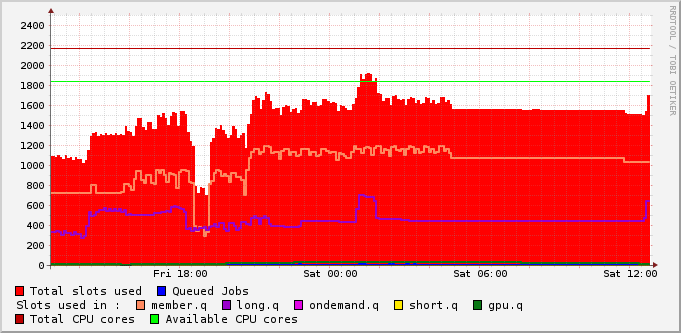 2400
2200
2000
1800
1600
1400
1200
1000
800
600
400
200
0
Fri 18:00 Sat 00:00 Sat 06:00 Sat 12:00
Total slots used Queued Jobs
Slots used in : member.q long.q ondemand.q short.q gpu.q
Total CPU cores Available CPU cores
RRDTOOL / TOBI OETIKER